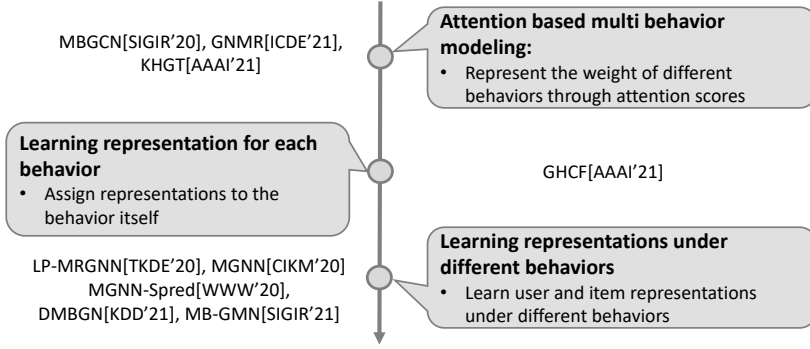 MBGCN[SIGIR'20], GNMR[ICDE'21],
KHGT[AAAI'21]
Attention based multi behavior
modeling:
• Represent the weight of different
behaviors through attention scores
Learning representation for each
behavior
• Assign representations to the
behavior itself
GHCF[AAAI'21]
LP-MRGNN[TKDE'20], MGNN[CIKM'20]
MGNN-Spred[WWW'20],
DMBGN[KDD'21], MB-GMN[SIGIR'21]
Learning representations under
different behaviors
• Learn user and item representations
under different behaviors